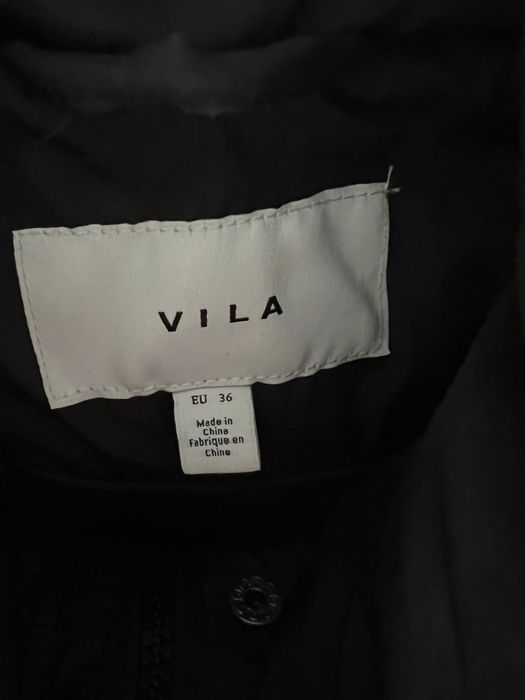 VILA
EU 36
Made in
China
Fabrique en
Chine